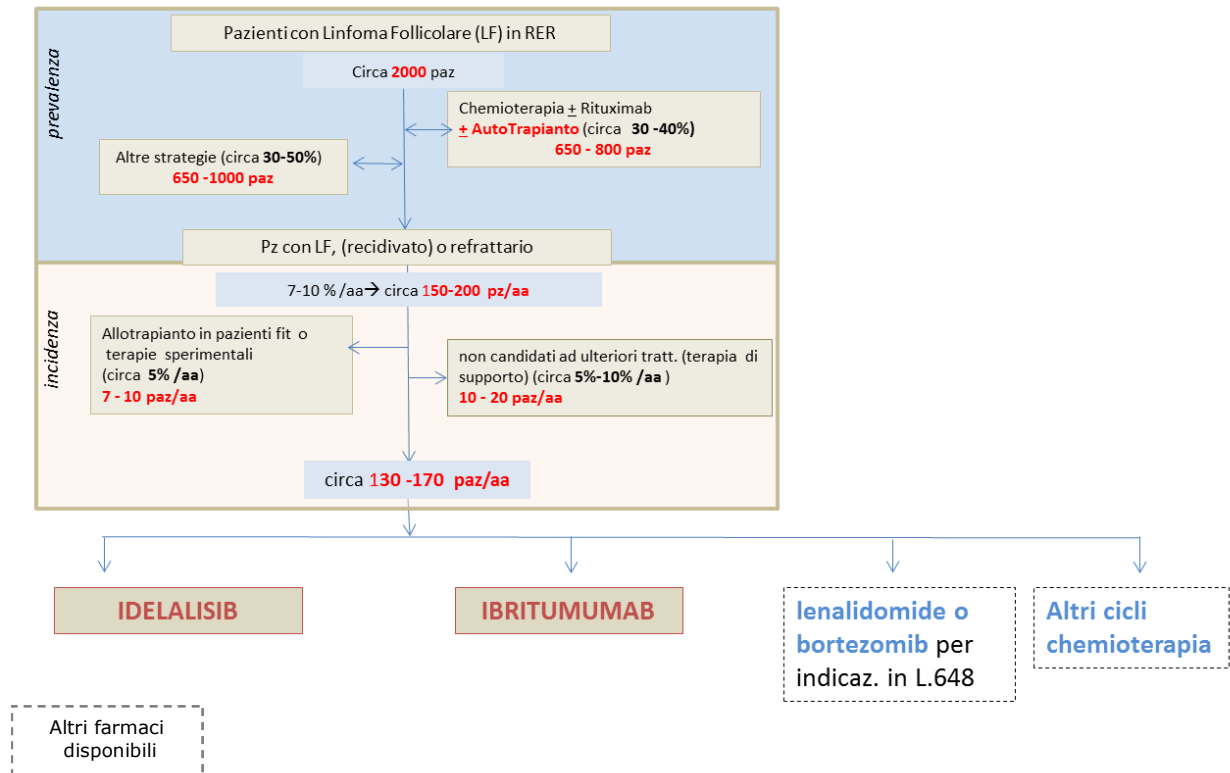 prevalenza
Pazienti con Linfoma Follicolare (LF) in RER
Circa 2000 paz
Chemioterapia + Rituximab
+ AutoTrapianto (circa 30 -40%)
650 - 800 paz
Altre strategie (circa 30-50%)
650 -1000 paz
Pz con LF, (recidivato) o refrattario
incidenza
7-10 % /aa→ circa 150-200 pz/aa
Allotrapianto in pazienti fit o
terapie sperimentali
(circa 5% /aa)
7 - 10 paz/aa
non candidati ad ulteriori tratt. (terapia di
supporto) (circa 5%-10% /aa )
10 - 20 paz/aa
circa 130 -170 paz/aa
IDELALISIB
IBRITUMUMAB
lenalidomide o
bortezomib per
indicaz. in L.648
Altri cicli
chemioterapia
Altri farmaci
disponibili